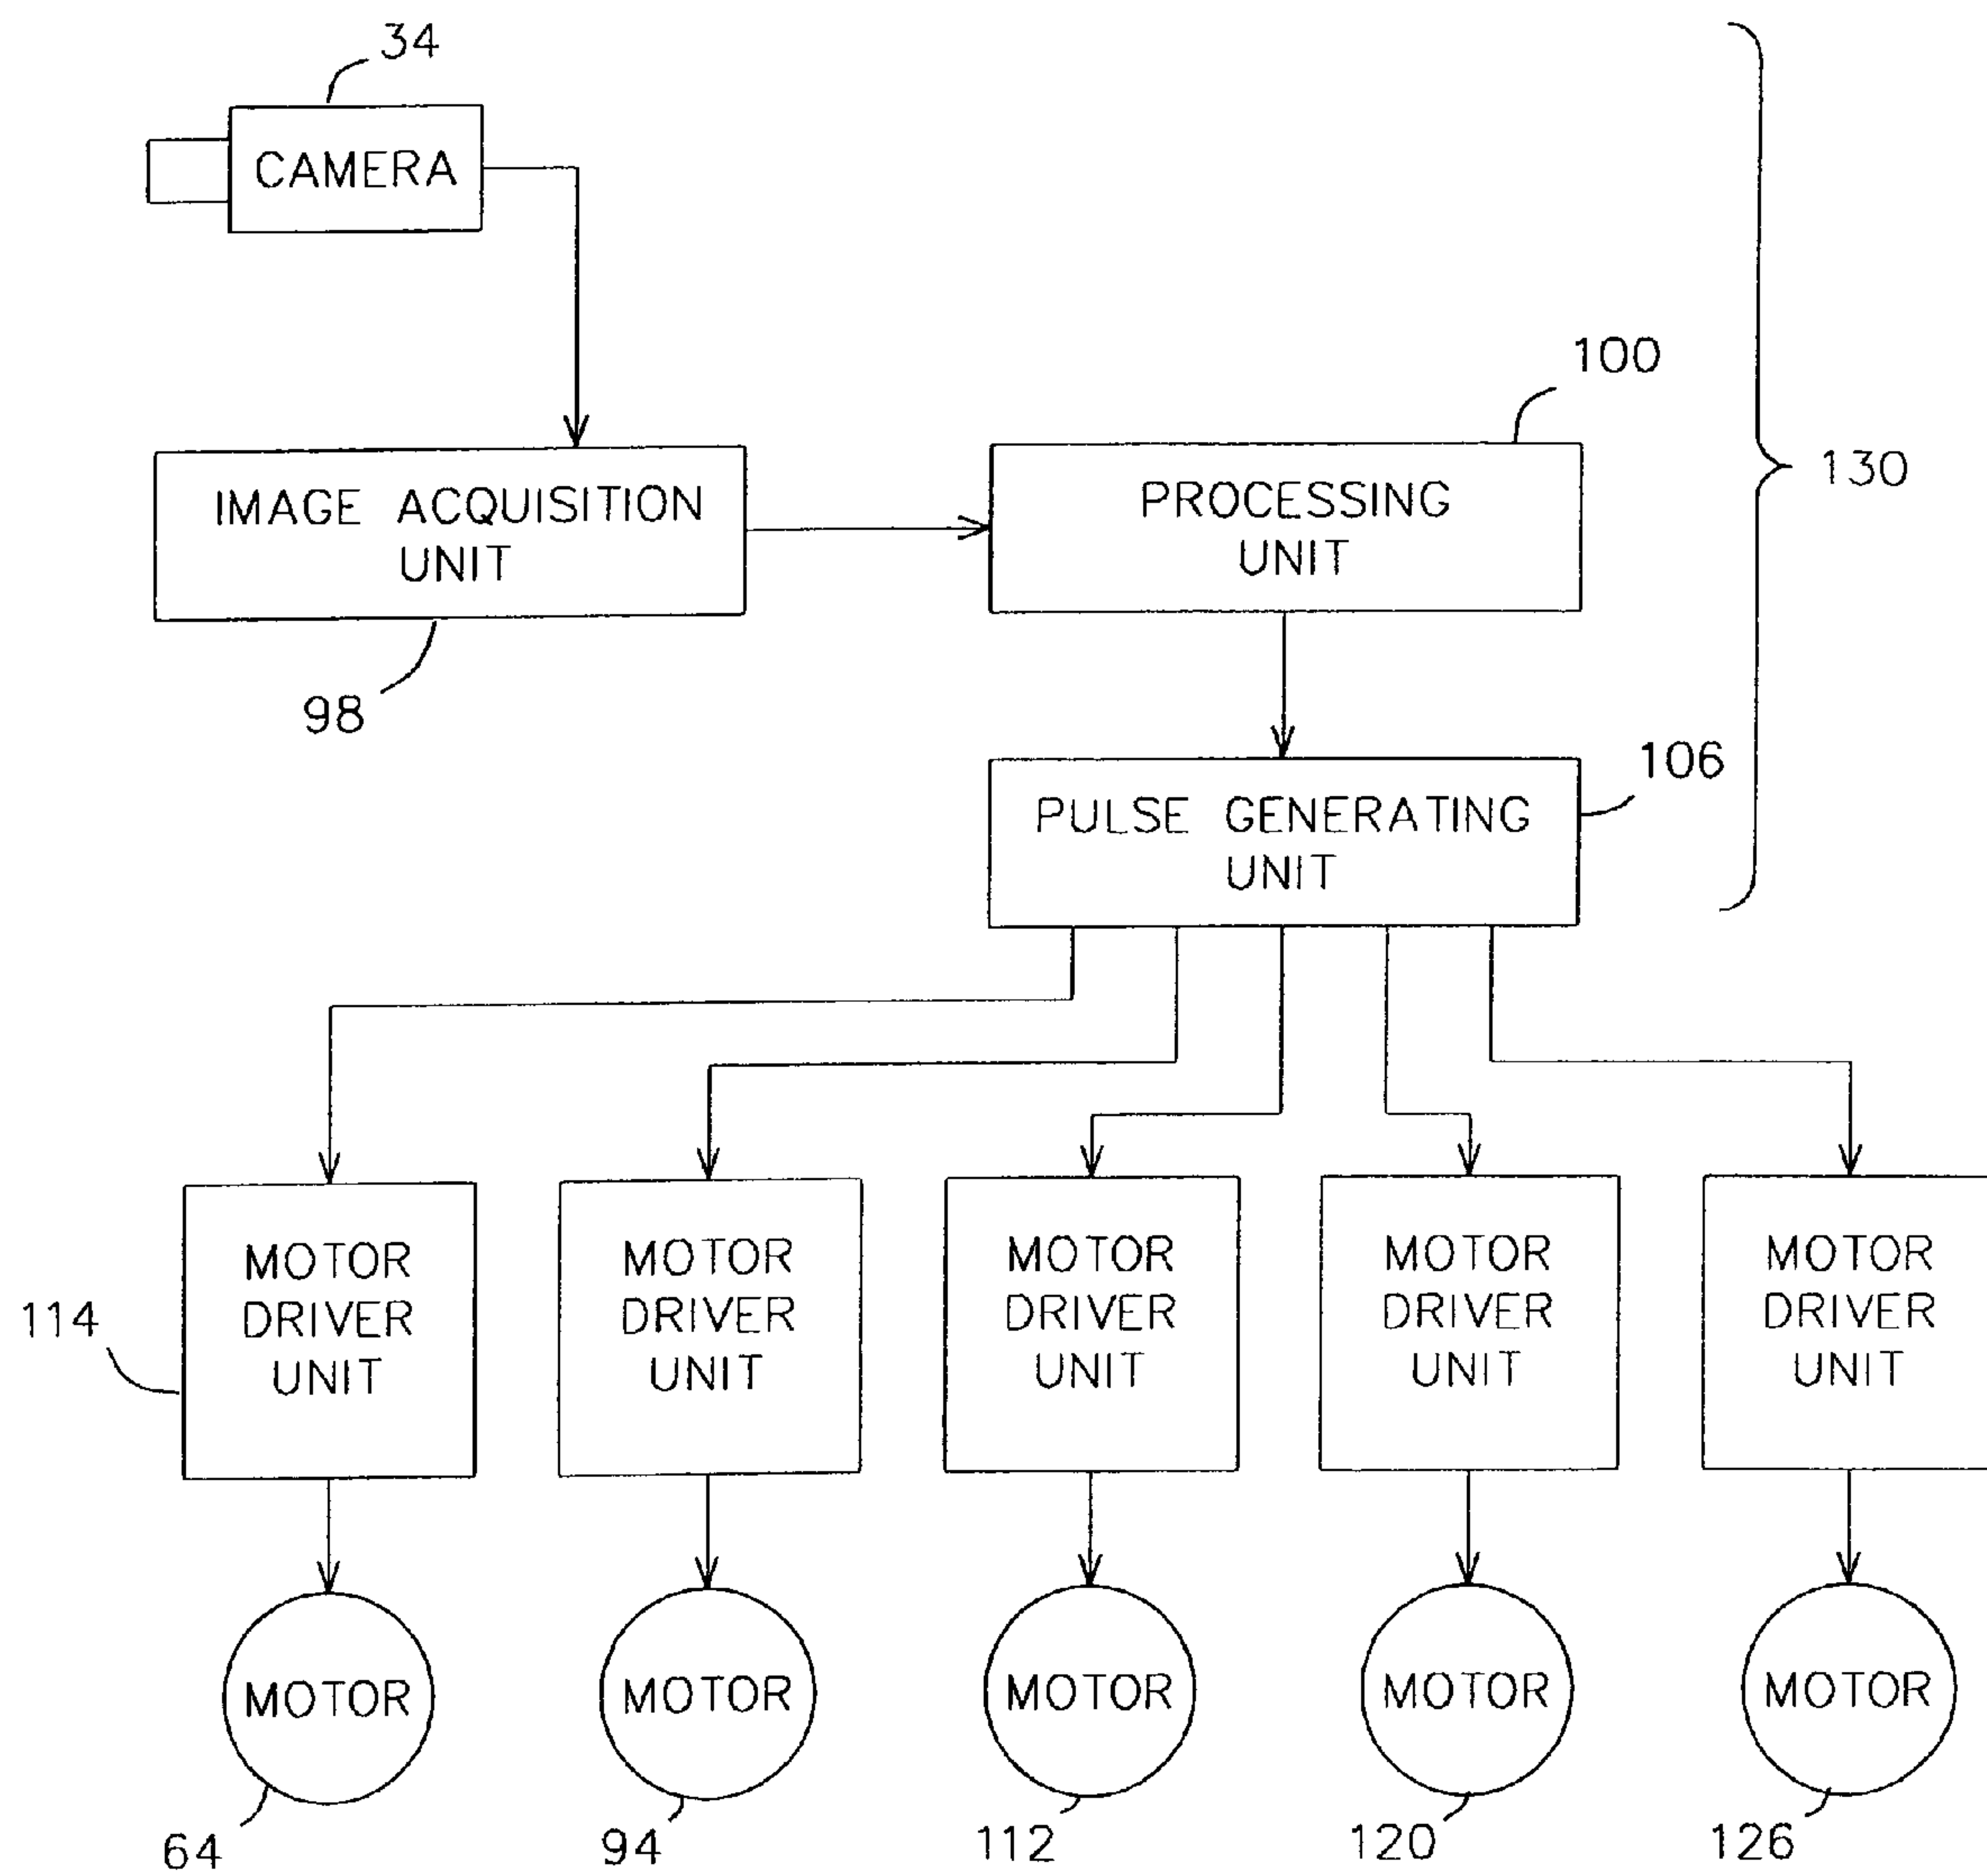 34
CAMERA
100
130
IMAGE ACQUISITION
UNIT
PROCESSING
UNIT
98
106
PULSE GENERATING
UNIT
114
MOTOR
DRIVER
UNIT
MOTOR
DRIVER
UNIT
MOTOR
DRIVER
UNIT
MOTOR
DRIVER
UNIT
MOTOR
DRIVER
UNIT
MOTOR
MOTOR
MOTOR
MOTOR
MOTOR
64
94
112
120
126